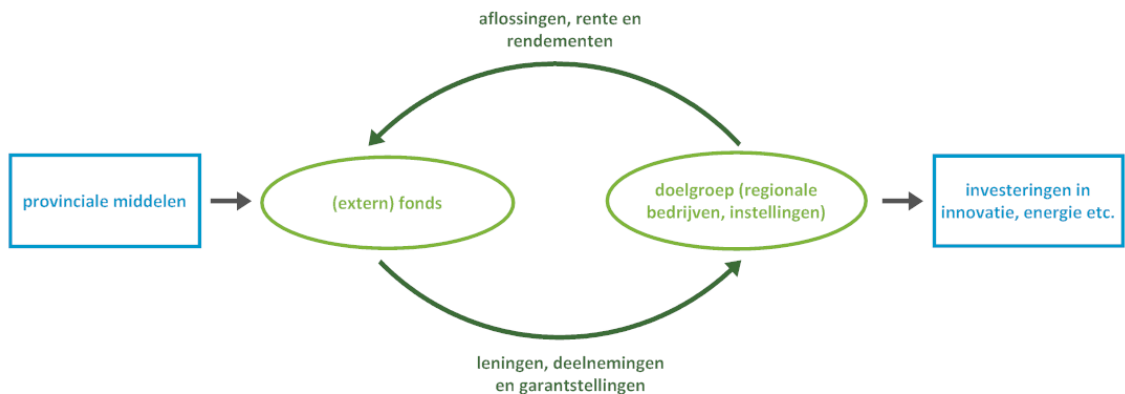 aflossingen, rente en
rendementen
provinciale middelen
(extern) fonds
doelgroep (regionale
bedrijven, instellingen)
investeringen in
innovatie, energie etc.
leningen, deelnemingen
en garantstellingen